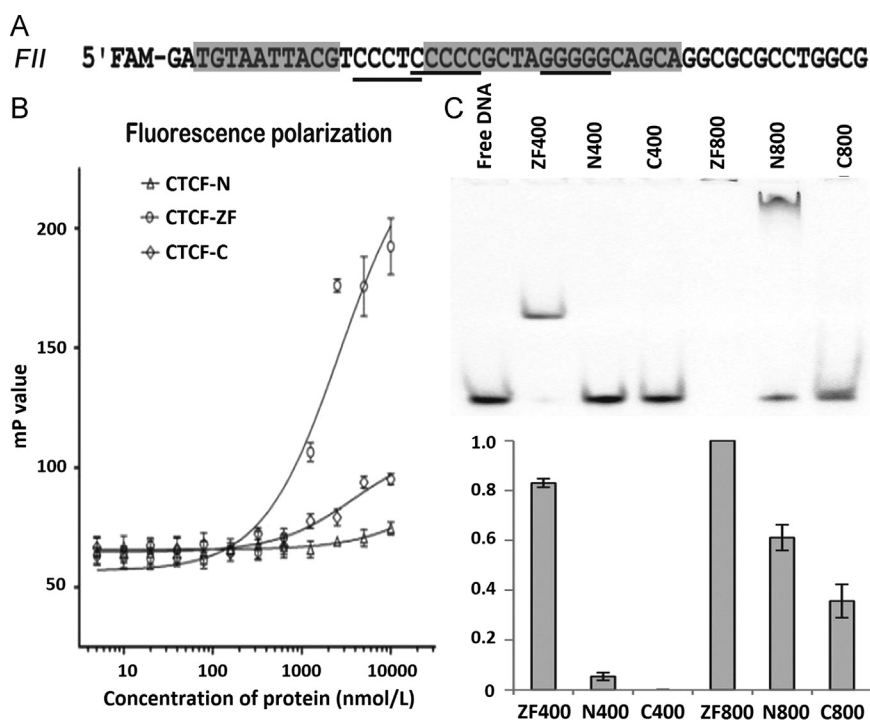 A
FII 5'FAM-GATGTAATTACGTCCCTCCCCCGCTAGGGGGCAGCAGGCGCGCCTGGCG
B
Fluorescence polarization
CTCF-N
CTCF-ZF
CTCF-C
mP value
200
150
100
50
10 100 1000 10000
Concentration of protein (nmol/L)
C
Free DNA ZF400 N400 C400 ZF800 N800 C800
1.0
0.8
0.6
0.4
0.2
0
ZF400 N400 C400 ZF800 N800 C800